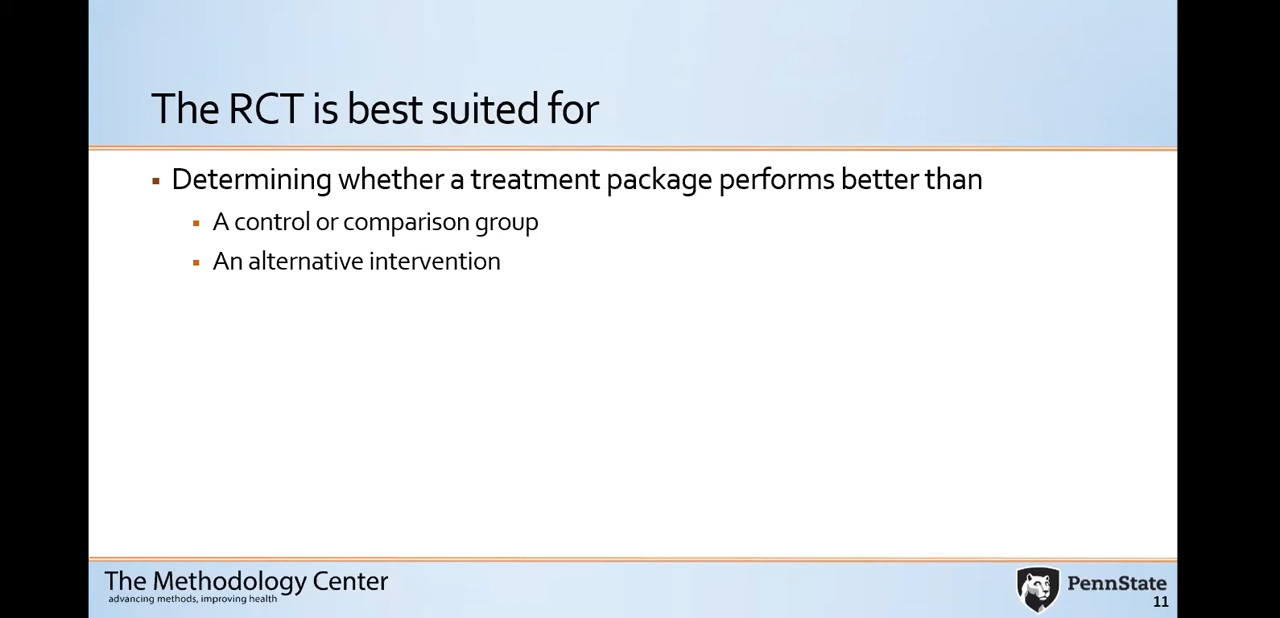 The RCT is best suited for
▪ Determining whether a treatment package performs better than
▪ A control or comparison group
▪ An alternative intervention
The Methodology Center
advancing methods, improving health
PennState
11